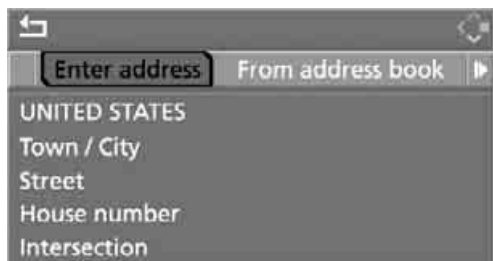 Enter address From address book
UNITED STATES
Town / City
Street
House number
Intersection